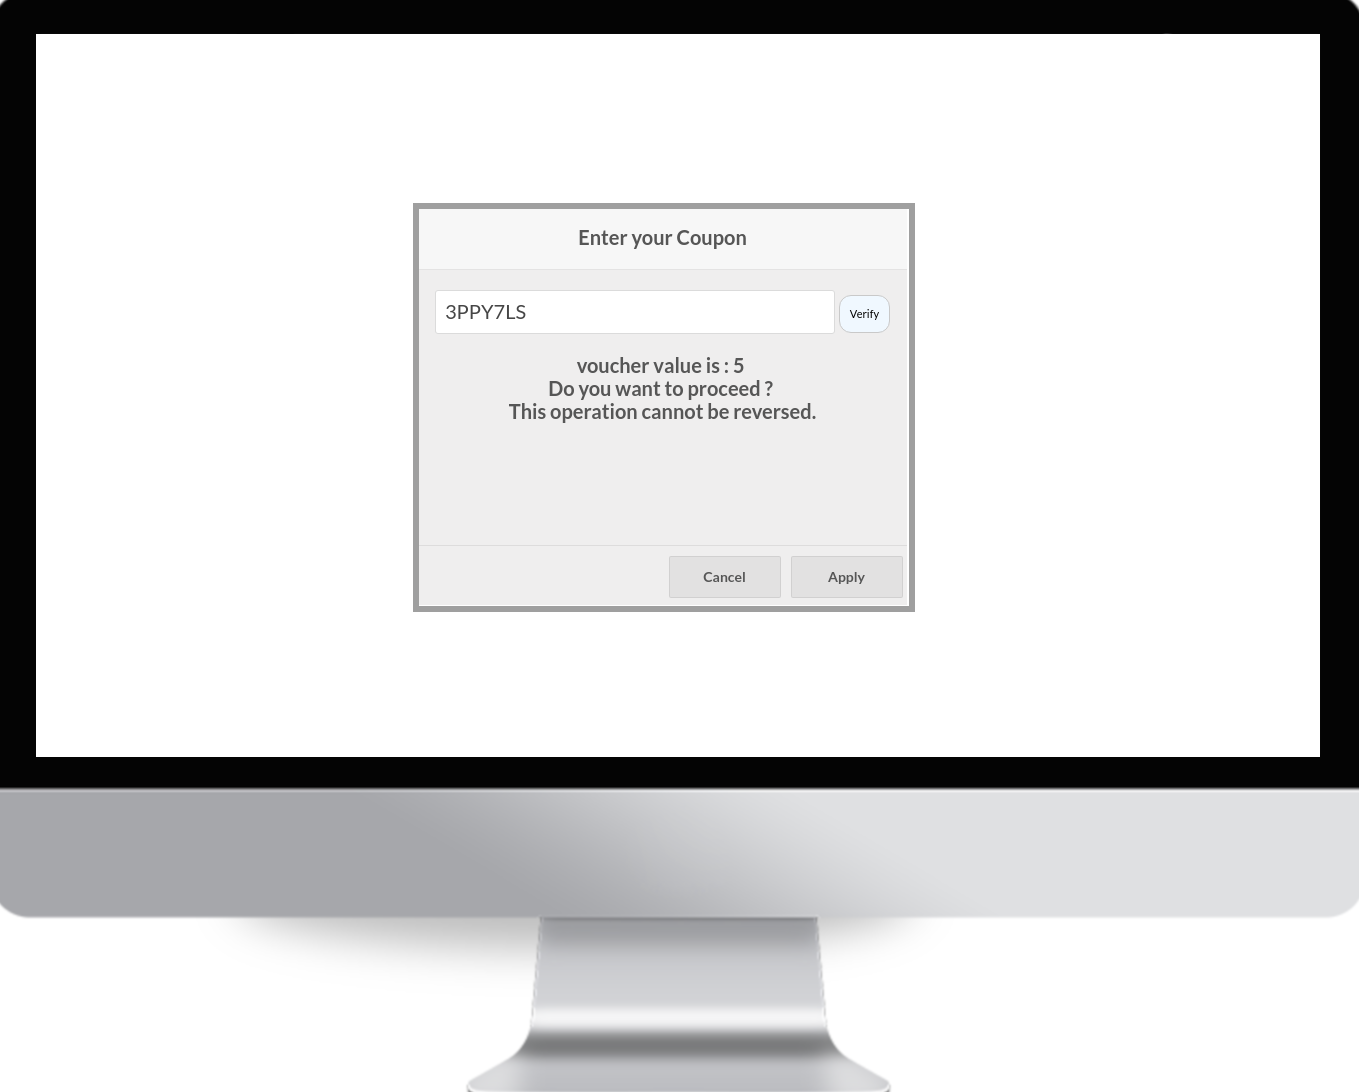 Enter your Coupon
3PPY7LS
Verify
voucher value is : 5
Do you want to proceed ?
This operation cannot be reversed.
Cancel
Apply